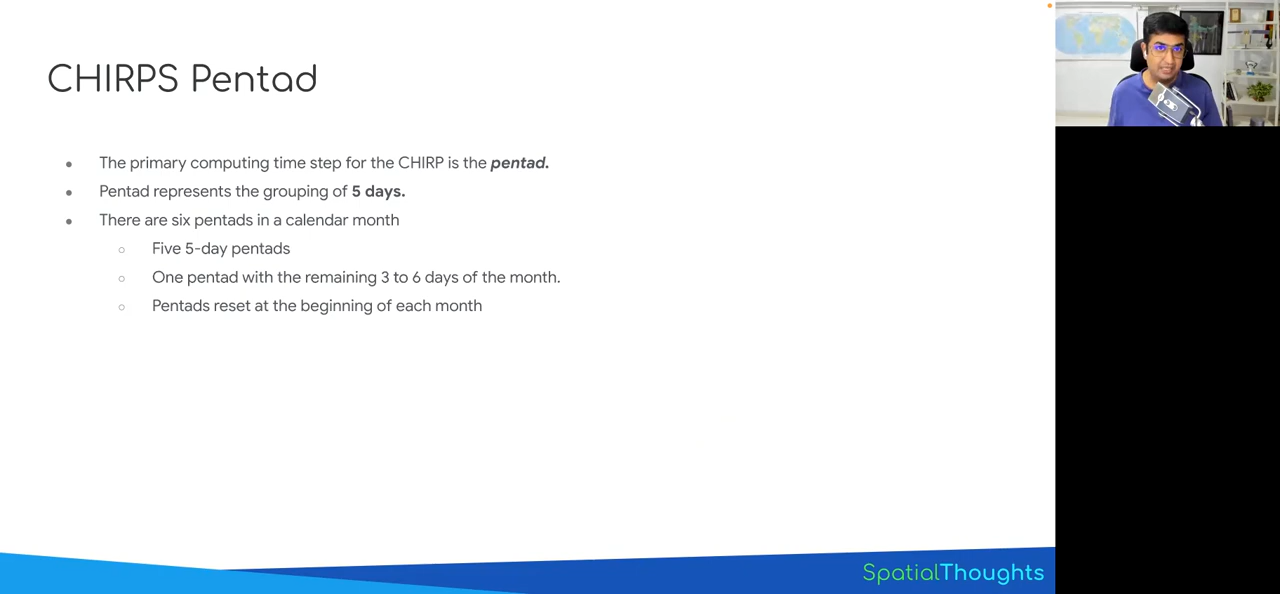 CHIRPS Pentad
The primary computing time step for the CHIRP is the pentad.
Pentad represents the grouping of 5 days.
There are six pentads in a calendar month
Five 5-day pentads
One pentad with the remaining 3 to 6 days of the month.
Pentads reset at the beginning of each month
SpatialThoughts